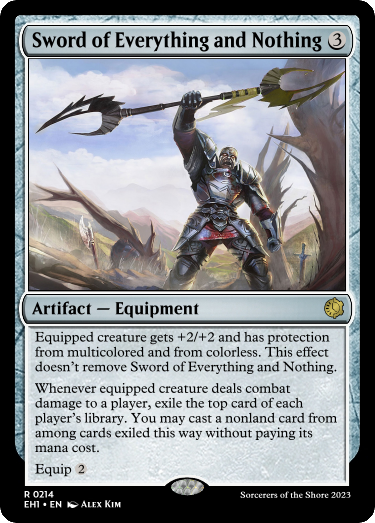 Sword of Everything and Nothing 3
Artifact — Equipment
Equipped creature gets +2/+2 and has protection
from multicolored and from colorless. This effect
doesn't remove Sword of Everything and Nothing.
Whenever equipped creature deals combat
damage to a player, exile the top card of each
player's library. You may cast a nonland card from
among cards exiled this way without paying its
mana cost.
Equip 2
R 0214
EH1 • EN Alex Kim
Sorcerers of the Shore 2023